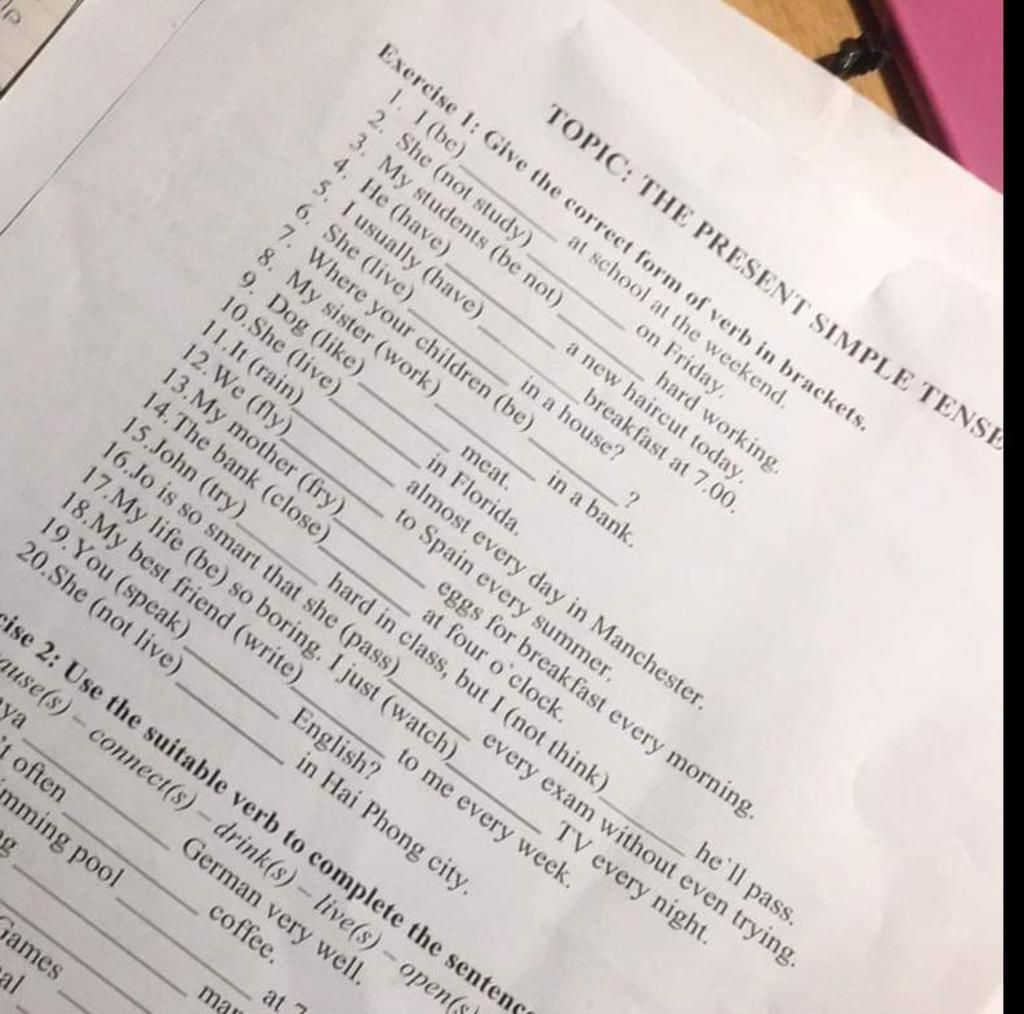 TOPIC: THE PRESENT SIMPLE TENSE
Exercise 1: Give the correct form of verb in brackets.
1. I (be) ______ at school at the weekend.
2. She (not study) ______ on Friday.
3. My students (be not) ______ hard working.
4. He (have) ______ a new haircut today.
5. I usually (have) ______ breakfast at 7.00.
6. She (live) ______ in a house?
7. Where your children (be) ______ ?
8. My sister (work) ______ in a bank.
9. Dog (like) ______ meat.
10.She (live) ______ in Florida.
11.It (rain) ______ almost every day in Manchester.
12.We (fly) ______ to Spain every summer.
13.My mother (fry) ______ eggs for breakfast every morning.
14.The bank (close) ______ at four o'clock.
15.John (try) ______ hard in class, but I (not think) ______ he'll pass.
16.Jo is so smart that she (pass) ______ every exam without even trying.
17.My life (be) so boring. I just (watch) ______ TV every night.
18.My best friend (write) ______ to me every week.
19.You (speak) ______ English?
20.She (not live) ______ in Hai Phong city.
2: Use the suitable verb to complete the
connect(s) – drink(s) – live(s) –
German very well.
often ______ coffee.
pool ______ at
Games